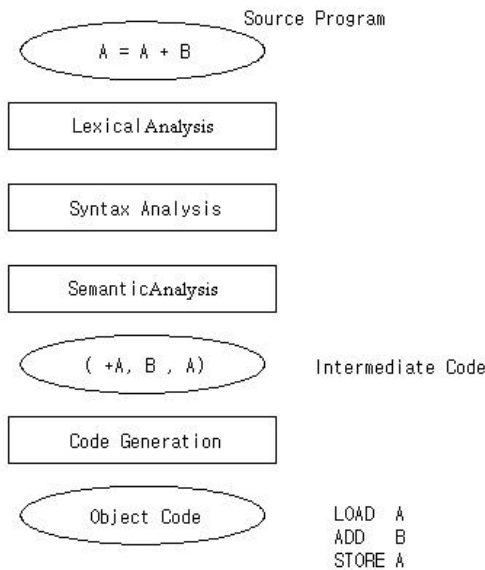 Source Program
A = A + B
Lexical Analysis
Syntax Analysis
SemanticAnalysis
( +A, B , A)
Intermediate Code
Code Generation
Object Code
LOAD A
ADD B
STORE A